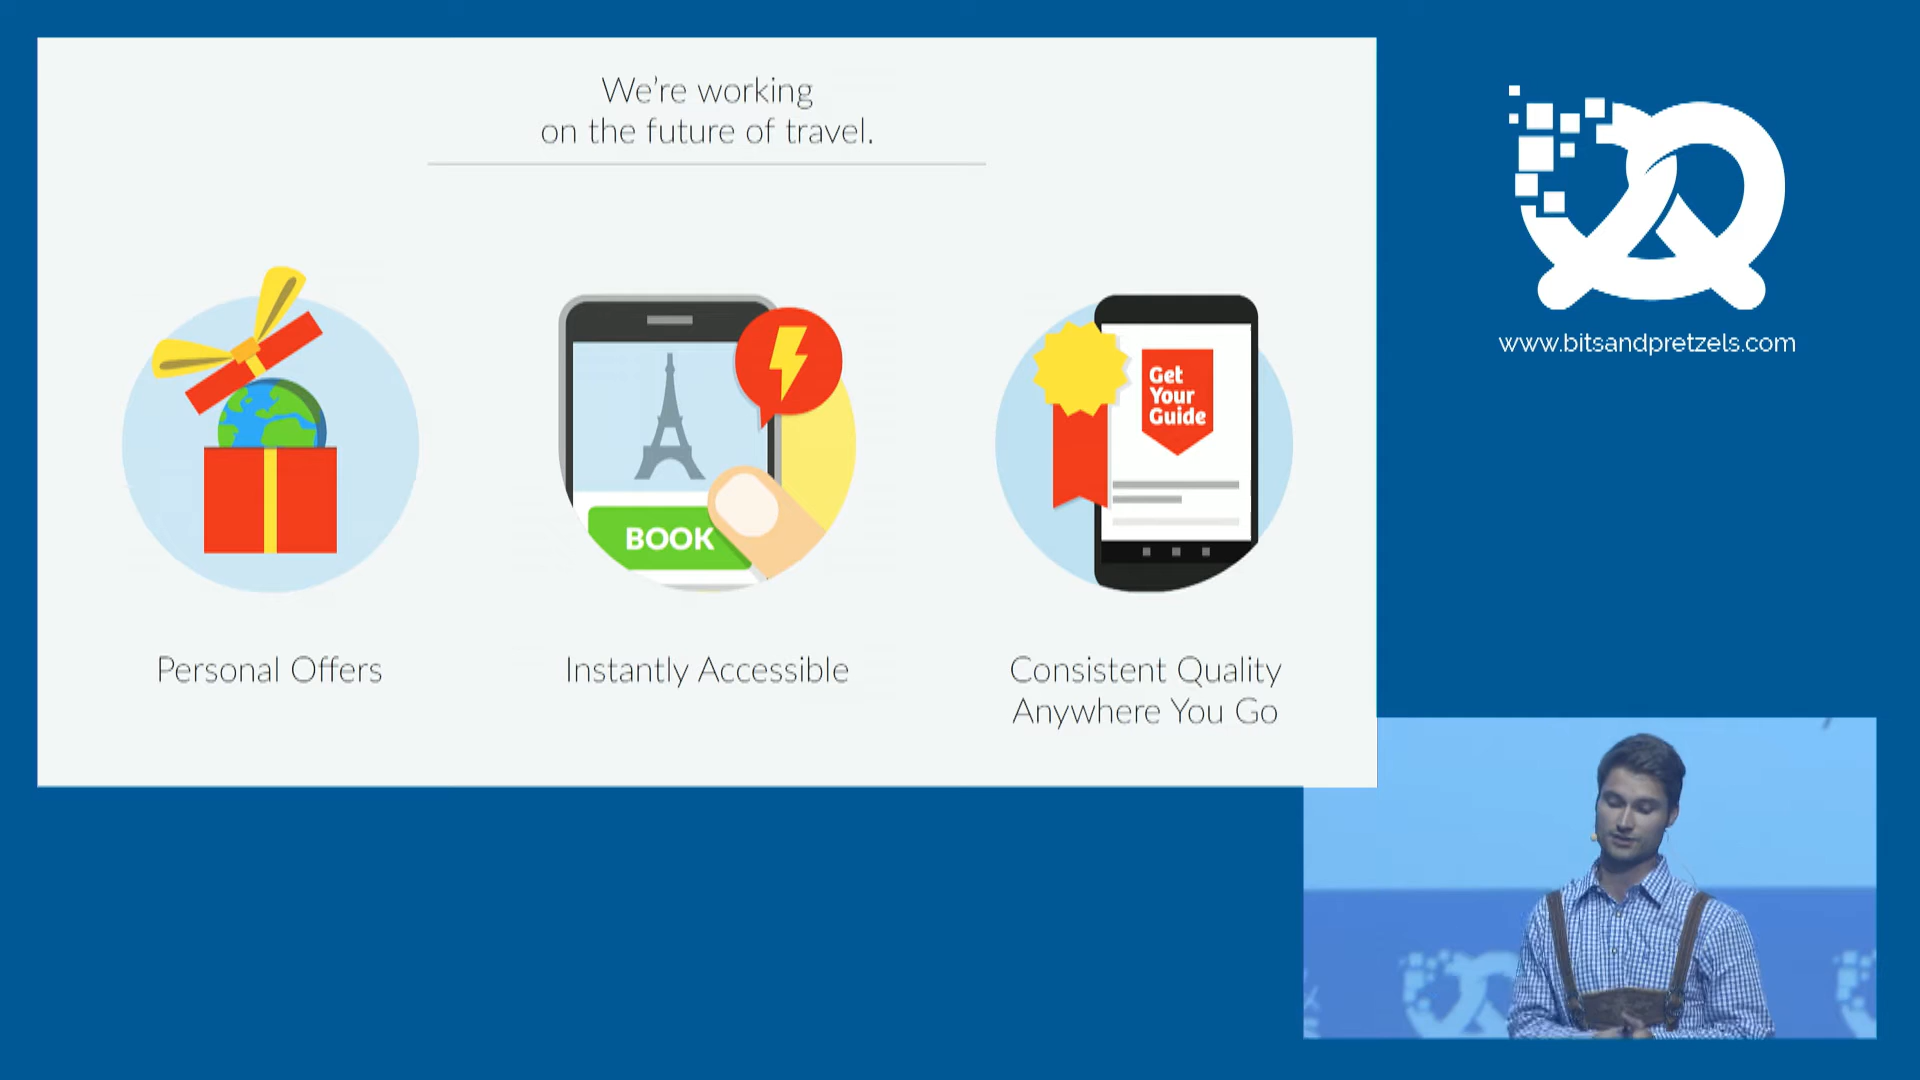 We're working
on the future of travel.
Get
Your
Guide
BOOK
Personal Offers
Instantly Accessible
Consistent Quality
Anywhere You Go
www.bitsandpretzels.com